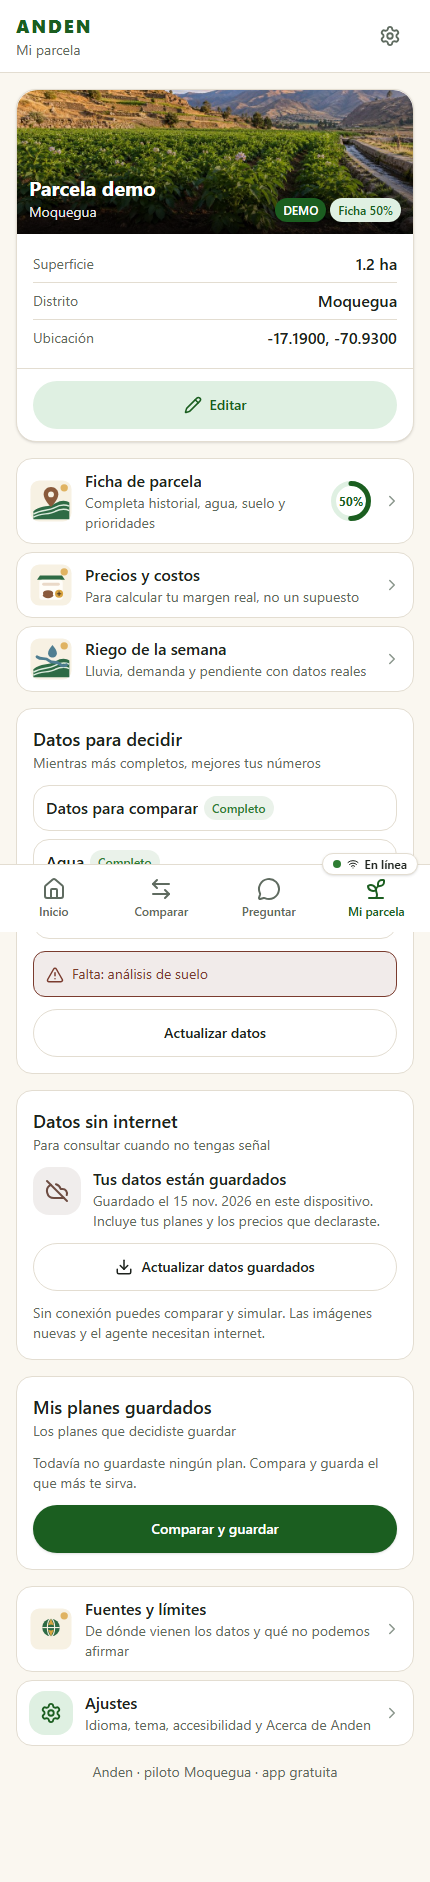 ANDEN
Mi parcela
Parcela demo
Moquegua
DEMO
Ficha 50%
Superficie
1.2 ha
Distrito
Moquegua
Ubicación
-17.1900, -70.9300
Editar
Ficha de parcela
Completa historial, agua, suelo y
prioridades
50%
Precios y costos
Para calcular tu margen real, no un supuesto
Riego de la semana
Lluvia, demanda y pendiente con datos reales
Datos para decidir
Mientras más completos, mejores tus números
Datos para comparar
Completo
Agua
Completo
En línea
Inicio
Comparar
Preguntar
Mi parcela
Falta: análisis de suelo
Actualizar datos
Datos sin internet
Para consultar cuando no tengas señal
Tus datos están guardados
Guardado el 15 nov. 2026 en este dispositivo.
Incluye tus planes y los precios que declaraste.
Actualizar datos guardados
Sin conexión puedes comparar y simular. Las imágenes
nuevas y el agente necesitan internet.
Mis planes guardados
Los planes que decidiste guardar
Todavía no guardaste ningún plan. Compara y guarda el
que más te sirva.
Comparar y guardar
Fuentes y límites
De dónde vienen los datos y qué no podemos
afirmar
Ajustes
Idioma, tema, accesibilidad y Acerca de Anden
Anden · piloto Moquegua · app gratuita